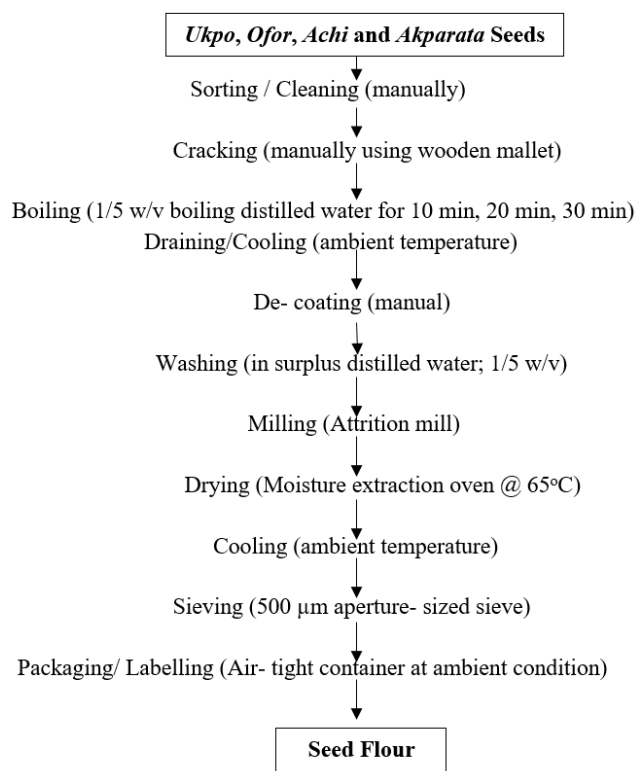 Ukpo, Ofor, Achi and Akparata Seeds
Sorting / Cleaning (manually)
Cracking (manually using wooden mallet)
Boiling (1/5 w/v boiling distilled water for 10 min, 20 min, 30 min)
Draining/Cooling (ambient temperature)
De- coating (manual)
Washing (in surplus distilled water; 1/5 w/v)
Milling (Attrition mill)
Drying (Moisture extraction oven @ 65°C)
Cooling (ambient temperature)
Sieving (500 µm aperture- sized sieve)
Packaging/ Labelling (Air- tight container at ambient condition)
Seed Flour